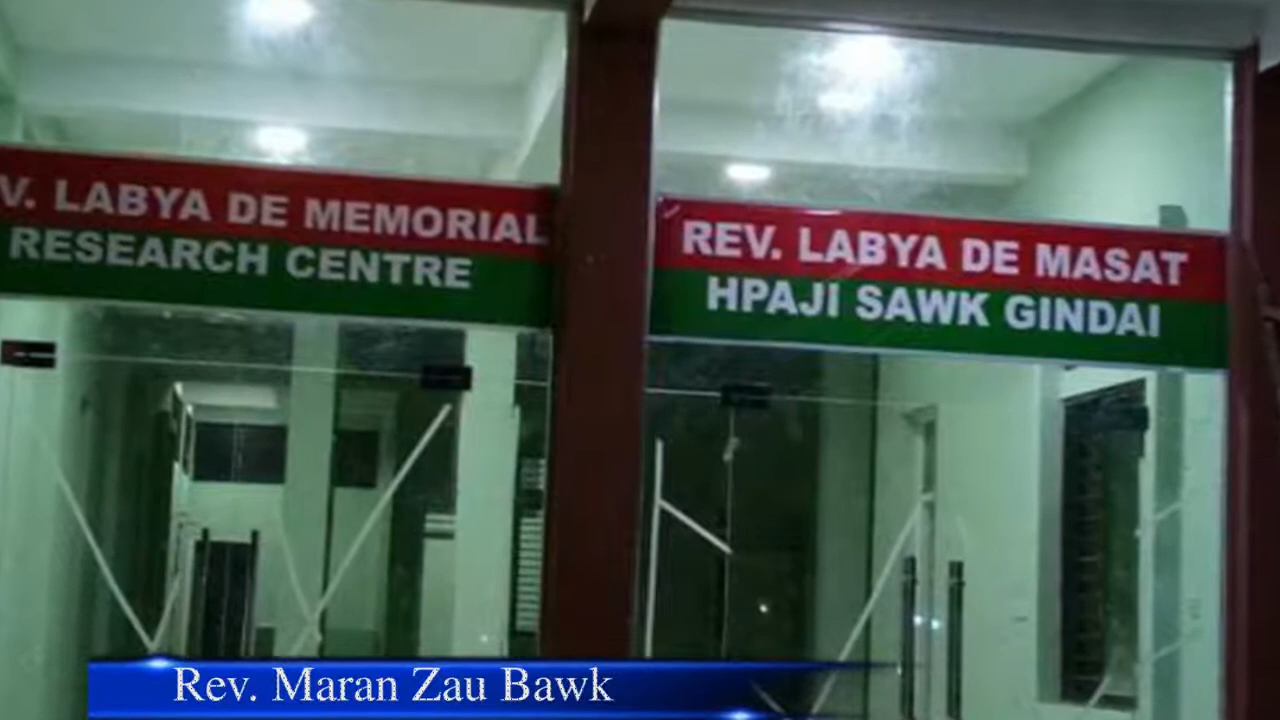 V. LABYA DE MEMORIAL
RESEARCH CENTRE
REV. LABYA DE MASAT
HPAJI SAWK GINDAI
Rev. Maran Zau Bawk